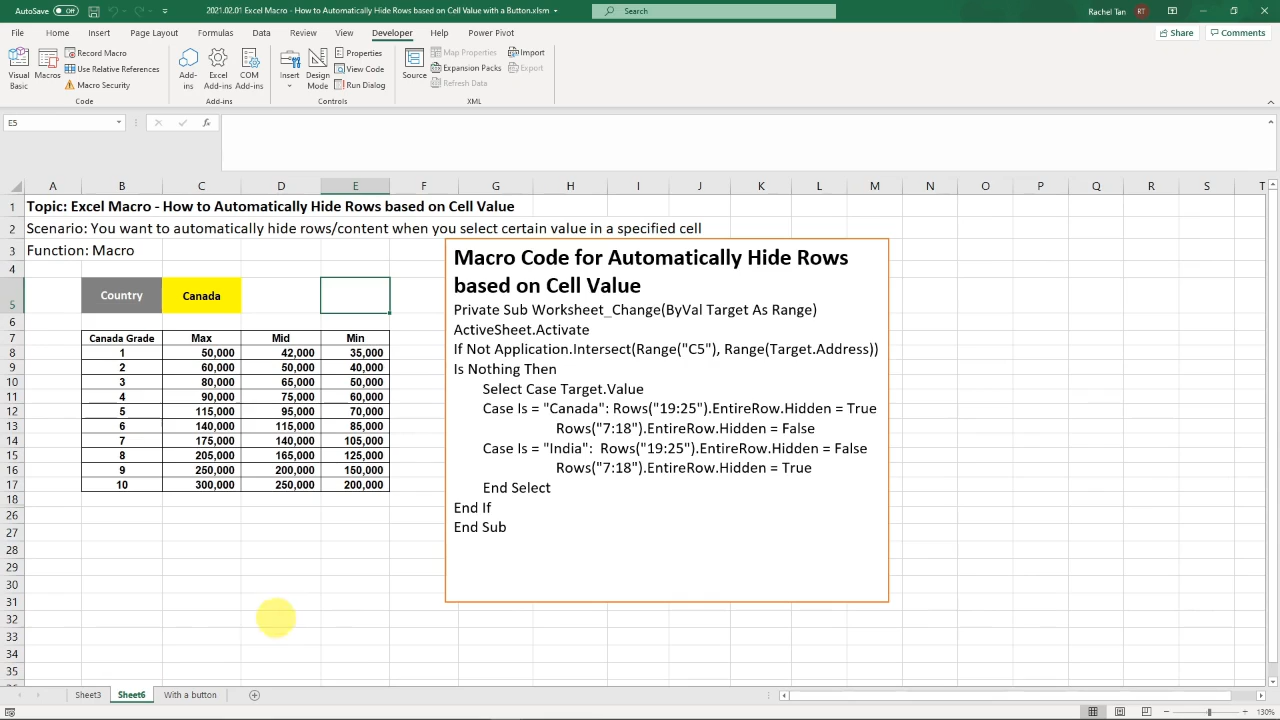 AutoSave Off 2021.02.01 Excel Macro - How to Automatically Hide Rows based on Cell Value with a Button.xlsm Search Rachel Tan RT
File Home Insert Page Layout Formulas Data Review View Developer Help Power Pivot Share Comments
Visual Basic
Macros
Record Macro
Use Relative References
Macro Security
Code
Add-ins
Excel Add-ins
COM Add-ins
Add-ins
Insert
Design Mode
Properties
View Code
Run Dialog
Controls
Source
Map Properties
Expansion Packs
Refresh Data
Import
Export
XML
E5 fx
A B C D E F G H I J K L M N O P Q R S T
1 Topic: Excel Macro - How to Automatically Hide Rows based on Cell Value
2 Scenario: You want to automatically hide rows/content when you select certain value in a specified cell
3 Function: Macro
4
5 Country Canada
6
7 Canada Grade Max Mid Min
8 1 50,000 42,000 35,000
9 2 60,000 50,000 40,000
10 3 80,000 65,000 50,000
11 4 90,000 75,000 60,000
12 5 115,000 95,000 70,000
13 6 140,000 115,000 85,000
14 7 175,000 140,000 105,000
15 8 205,000 165,000 125,000
16 9 250,000 200,000 150,000
17 10 300,000 250,000 200,000
18
26
27
28
29
30
31
32
33
34
35
Macro Code for Automatically Hide Rows
based on Cell Value
Private Sub Worksheet_Change(ByVal Target As Range)
ActiveSheet.Activate
If Not Application.Intersect(Range("C5"), Range(Target.Address))
Is Nothing Then
Select Case Target.Value
Case Is = "Canada": Rows("19:25").EntireRow.Hidden = True
Rows("7:18").EntireRow.Hidden = False
Case Is = "India": Rows("19:25").EntireRow.Hidden = False
Rows("7:18").EntireRow.Hidden = True
End Select
End If
End Sub
Sheet3 Sheet6 With a button
130%